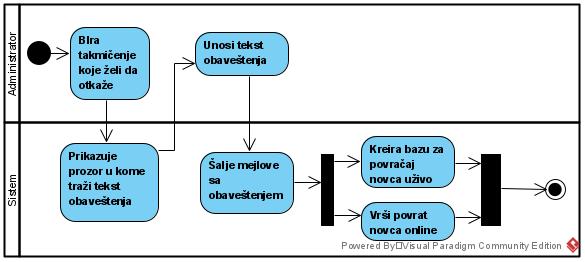 Administrator
BIra
takmičenje
koje želi da
otkaže
Unosi tekst
obaveštenja
Sistem
Prikazuje
prozor u kome
traži tekst
obaveštenja
Šalje mejlove
sa
obaveštenjem
Kreira bazu za
povračaj
novca uživo
Vrši povrat
novca online
Powered By Visual Paradigm Community Edition